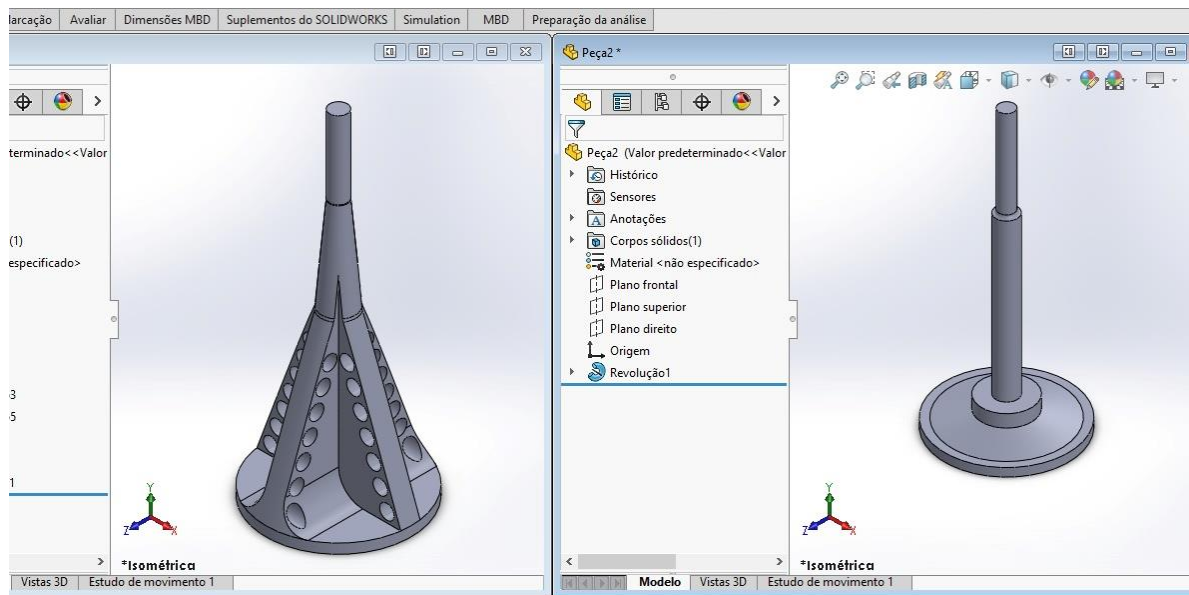 larcação Avaliar Dimensões MBD Suplementos do SOLIDWORKS Simulation MBD Preparação da análise
terminado<<Valor
(1)
especificado>
3
5
1
Y
Z X
*Isométrica
Vistas 3D Estudo de movimento 1
Peça2 *
Peça2 (Valor predeterminado<<Valor
Histórico
Sensores
A Anotações
Corpos sólidos(1)
Material <não especificado>
Plano frontal
Plano superior
Plano direito
Origem
Revolução1
Y
Z X
*Isométrica
Modelo Vistas 3D Estudo de movimento 1